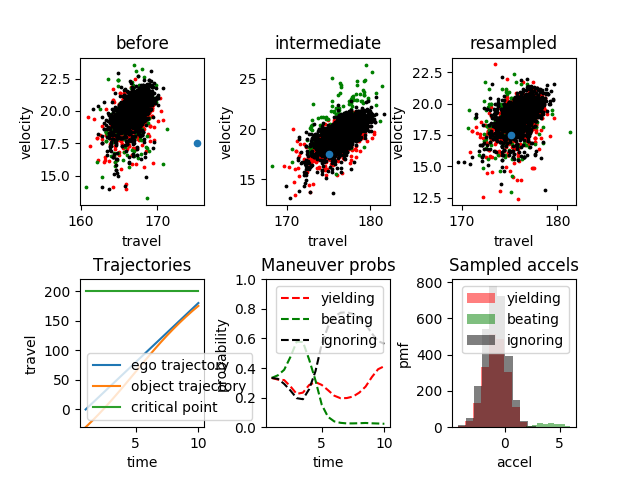 before
intermediate
resampled
velocity
22.5
20.0
17.5
15.0
160
170
travel
velocity
25
20
15
170
180
travel
velocity
22.5
20.0
17.5
15.0
12.5
170
180
travel
Trajectories
Maneuver probs
Sampled accels
travel
200
150
100
50
0
ego trajectory
object trajectory
critical point
5
10
time
probability
1.0
0.8
0.6
0.4
0.2
0.0
yielding
beating
ignoring
5
10
time
pmf
800
600
400
200
0
yielding
beating
ignoring
0
5
accel